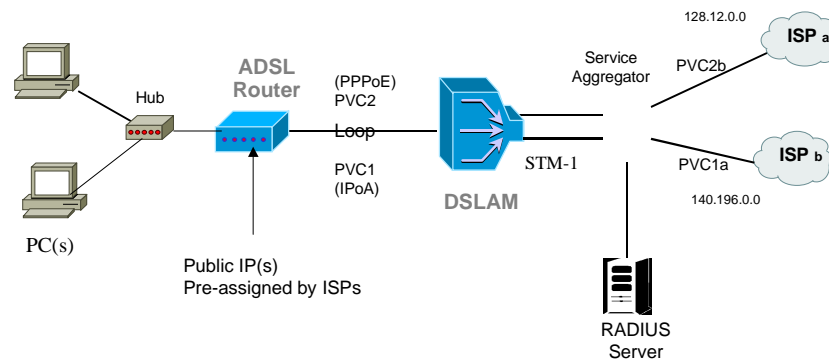 128.12.0.0
ISP a
Service
Aggregator
PVC2b
ADSL
Router
(PPPoE)
PVC2
Hub
Loop
STM-1
PVC1
(IPoA)
DSLAM
PVC1a
ISP b
140.196.0.0
PC(s)
Public IP(s)
Pre-assigned by ISPs
RADIUS
Server